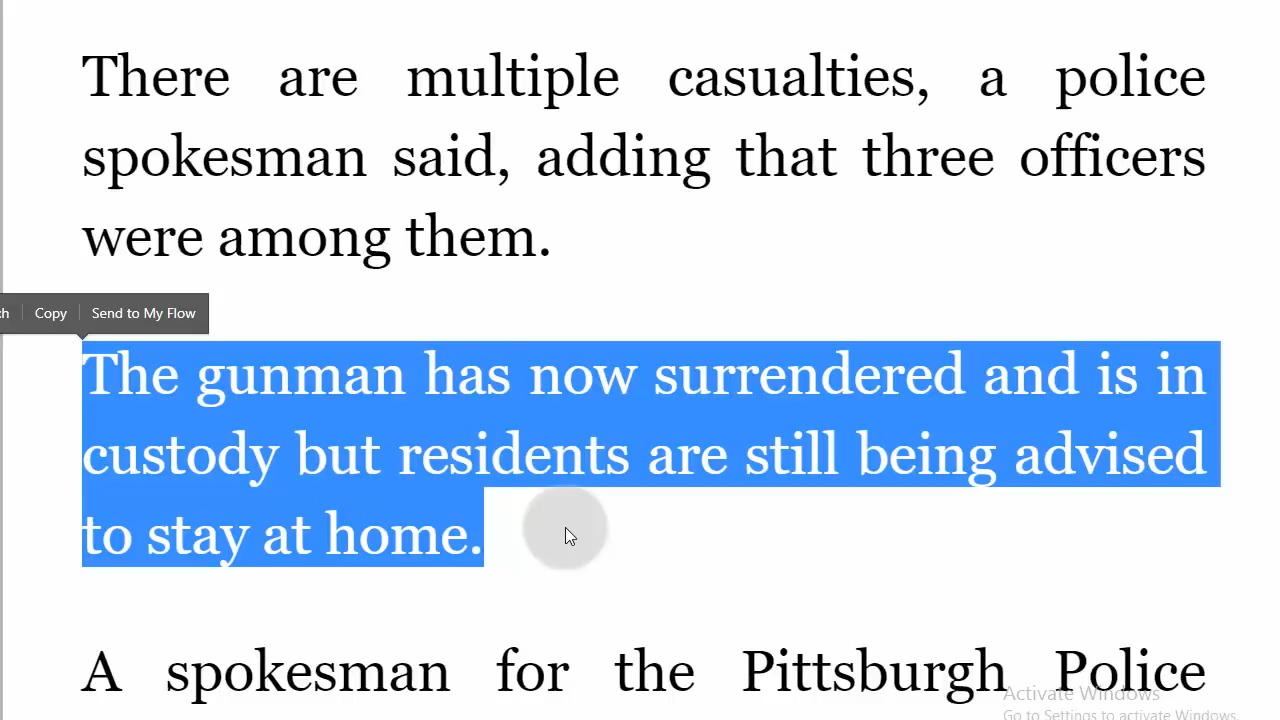 There are multiple casualties, a police
spokesman said, adding that three officers
were among them.
Copy
Send to My Flow
The gunman has now surrendered and is in
custody but residents are still being advised
to stay at home.
A spokesman for the Pittsburgh Police
Activate Windows
Go to Settings to activate Windows.